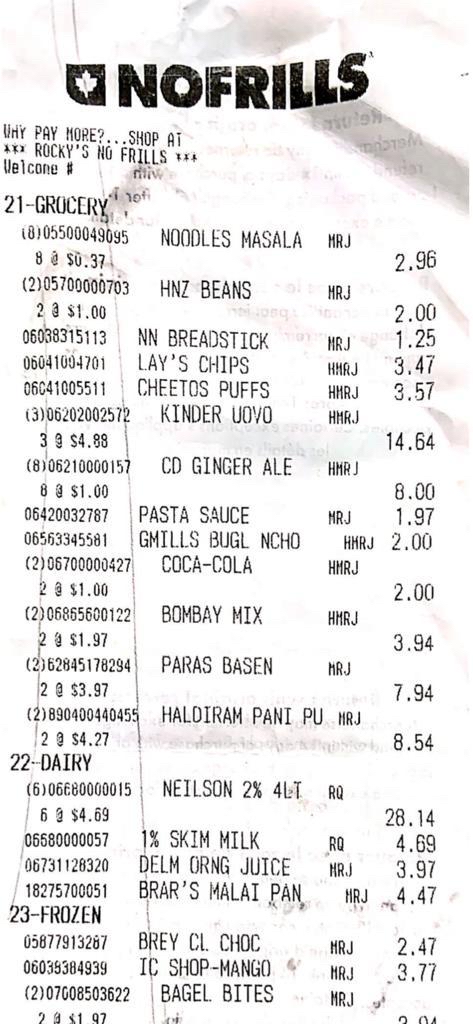 NOFRILLS
WHY PAY MORE?...SHOP AT
*** ROCKY'S NO FRILLS ***
Welcome #
21-GROCERY
(8)05500049095 NOODLES MASALA MRJ
8 @ $0.37 2.96
(2)05700000703 HNZ BEANS MRJ
2 @ $1.00 2.00
06038315113 NN BREADSTICK MRJ 1.25
06041004701 LAY'S CHIPS HMRJ 3.47
06041005511 CHEETOS PUFFS HMRJ 3.57
(3)06202002572 KINDER UOVO HMRJ
3 @ $4.88 14.64
(8)06210000157 CD GINGER ALE HMRJ
8 @ $1.00 8.00
06420032787 PASTA SAUCE MRJ 1.97
06563345581 GMILLS BUGL NCHO HMRJ 2.00
(2)06700000427 COCA-COLA HMRJ
2 @ $1.00 2.00
(2)06865600122 BOMBAY MIX HMRJ
2 @ $1.97 3.94
(2)62845178294 PARAS BASEN MRJ
2 @ $3.97 7.94
(2)890400440455 HALDIRAM PANI PU MRJ
2 @ $4.27 8.54
22-DAIRY
(6)06680000015 NEILSON 2% 4LT RQ
6 @ $4.69 28.14
06680000057 1% SKIM MILK RQ 4.69
06731128320 DELM ORNG JUICE MRJ 3.97
18275700051 BRAR'S MALAI PAN MRJ 4.47
23-FROZEN
05877913287 BREY CL CHOC MRJ 2.47
06038384939 IC SHOP-MANGO MRJ 3.77
(2)07008503622 BAGEL BITES MRJ
2 @ $1.97 3.94